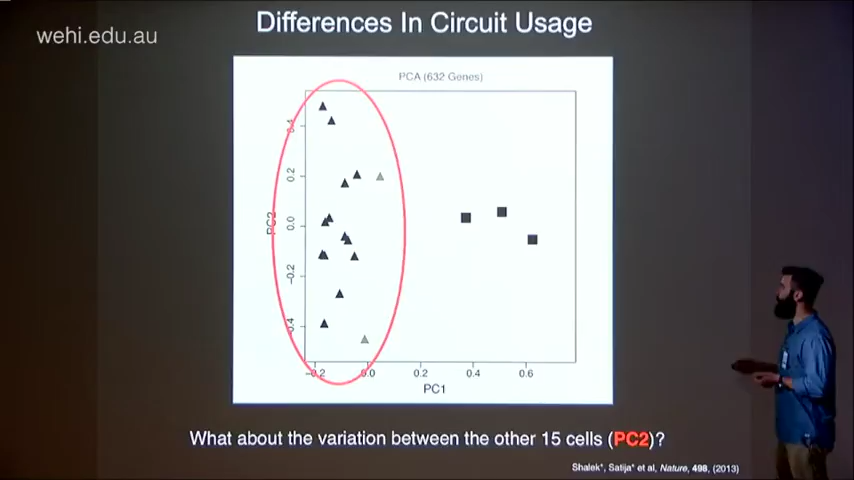 Differences In Circuit Usage
wehi.edu.au
PCA (632 Genes)
PC2
0.4
0.2
0.0
-0.2
-0.4
-0.2
0.0
0.2
0.4
0.6
PC1
What about the variation between the other 15 cells (PC2)?
Shalek*, Satija* et al, Nature, 498, (2013)